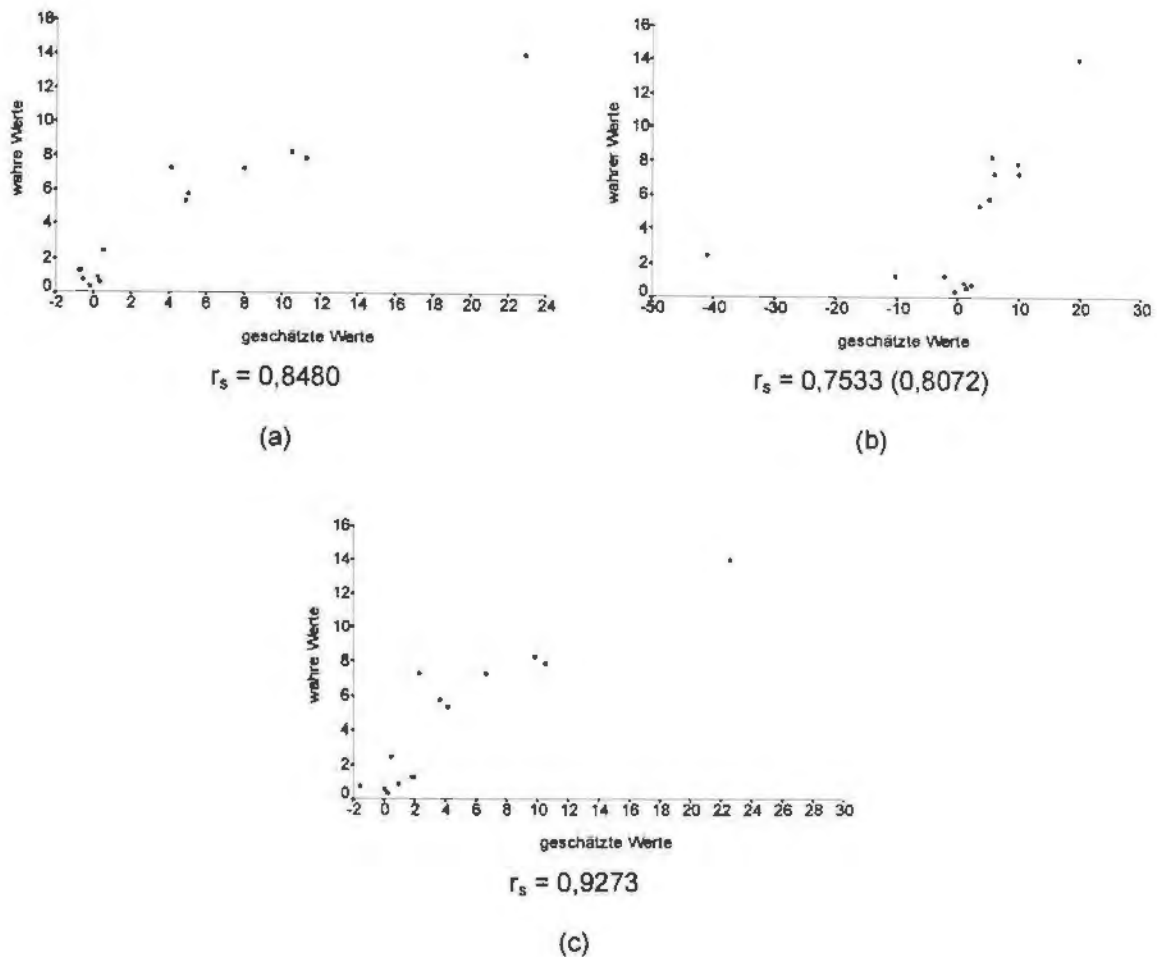 16
14
12
10
8
6
4
2
0
wahre Werte
-2 0 2 4 6 8 10 12 14 16 18 20 22 24
geschätzte Werte
r_s = 0,8480
(a)
16
14
12
10
8
6
4
2
0
wahrer Werte
-50 -40 -30 -20 -10 0 10 20 30
geschätzte Werte
r_s = 0,7533 (0,8072)
(b)
16
14
12
10
8
6
4
2
0
wahre Werte
-2 0 2 4 6 8 10 12 14 16 18 20 22 24 26 28 30
geschätzte Werte
r_s = 0,9273
(c)